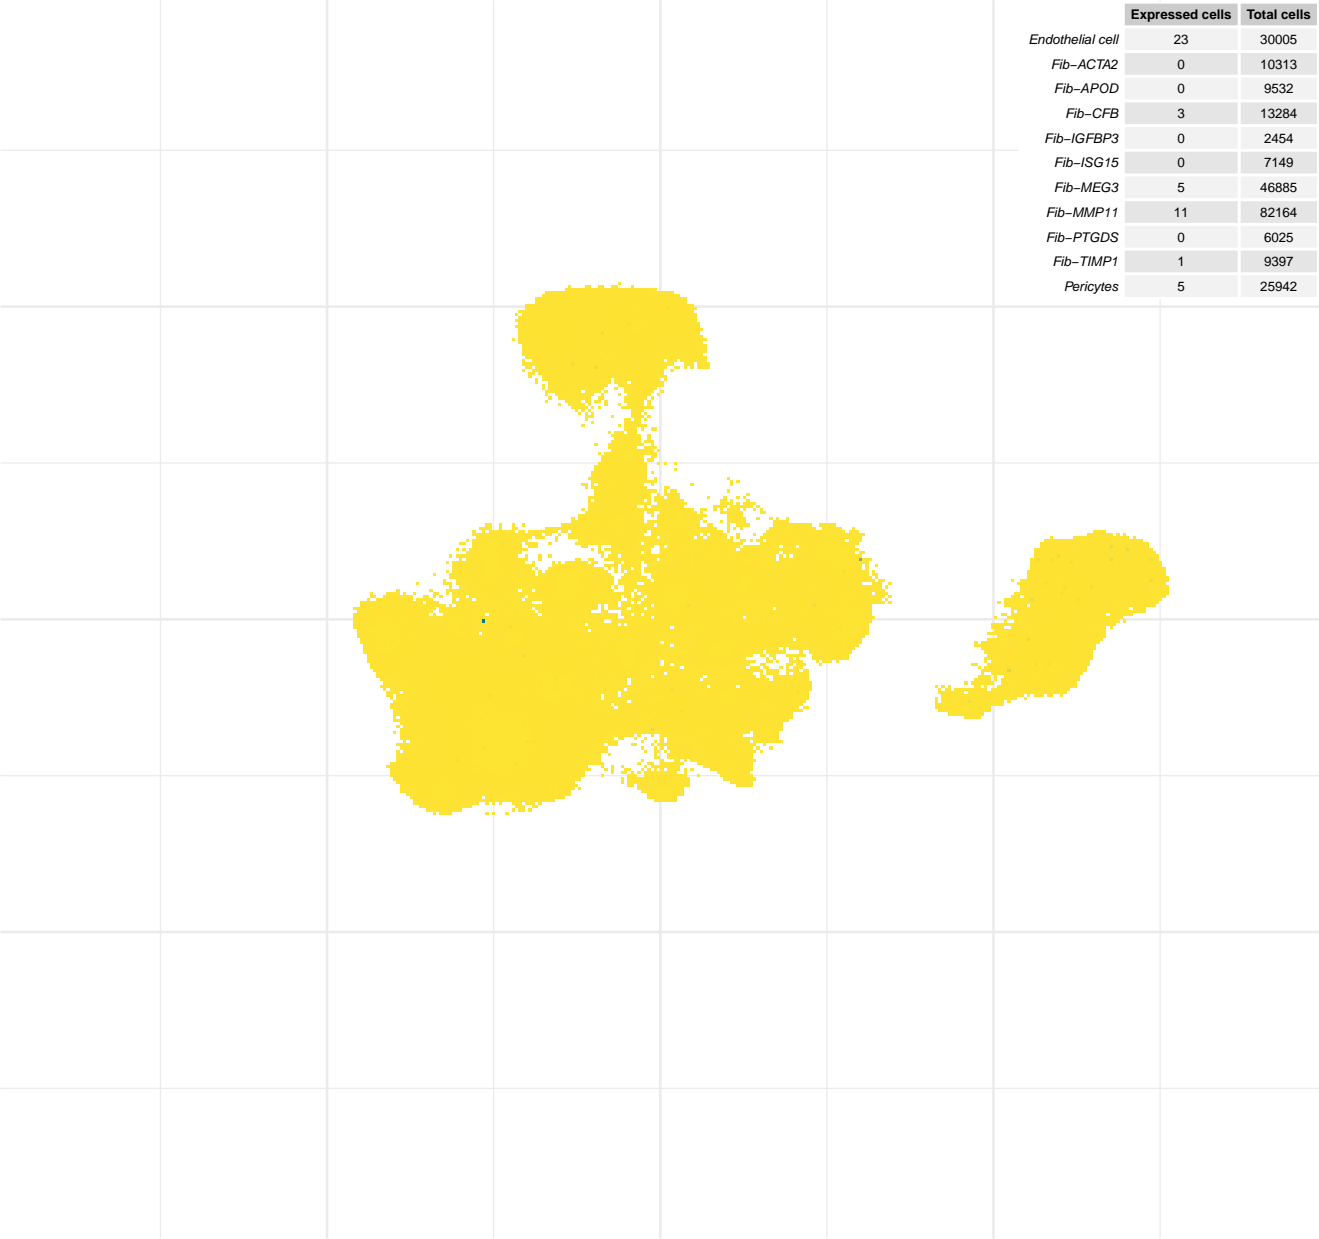 Expressed cells Total cells
Endothelial cell 23 30005
Fib−ACTA2 0 10313
Fib−APOD 0 9532
Fib−CFB 3 13284
Fib−IGFBP3 0 2454
Fib−ISG15 0 7149
Fib−MEG3 5 46885
Fib−MMP11 11 82164
Fib−PTGDS 0 6025
Fib−TIMP1 1 9397
Pericytes 5 25942